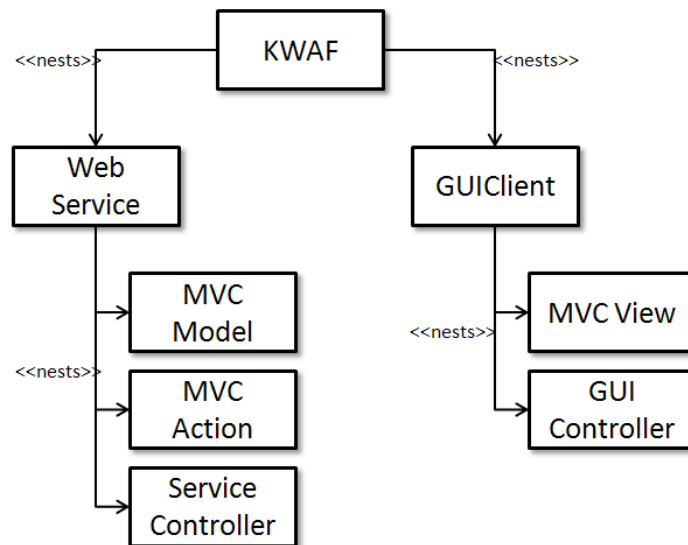 KWAF
<<nests>>
<<nests>>
Web
Service
GUIClient
MVC
Model
MVC View
<<nests>>
<<nests>>
MVC
Action
GUI
Controller
Service
Controller